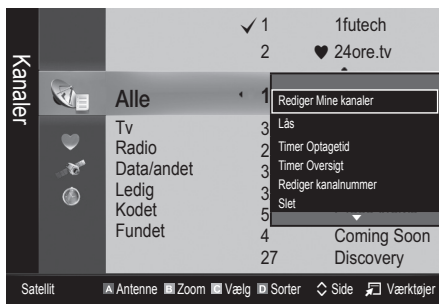 Kanaler
✓ 1 1futech
2 ♥ 24ore.tv
Alle
1
Tv 3
Radio 2
Data/andet 3
Ledig 3
Kodet 5
Fundet 4 Coming Soon
27 Discovery
Rediger Mine kanaler
Lås
Timer Optagetid
Timer Oversigt
Rediger kanalnummer
Slet
Satellit A Antenne B Zoom C Vælg D Sorter Side Værktøjer